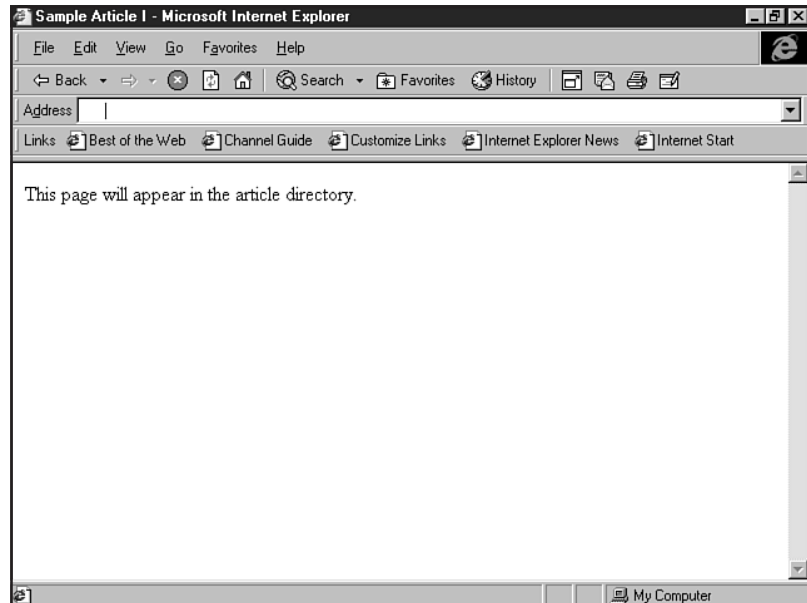 Sample Article I - Microsoft Internet Explorer
File Edit View Go Favorites Help
Back Search Favorites History
Address
Links Best of the Web Channel Guide Customize Links Internet Explorer News Internet Start
This page will appear in the article directory.
My Computer